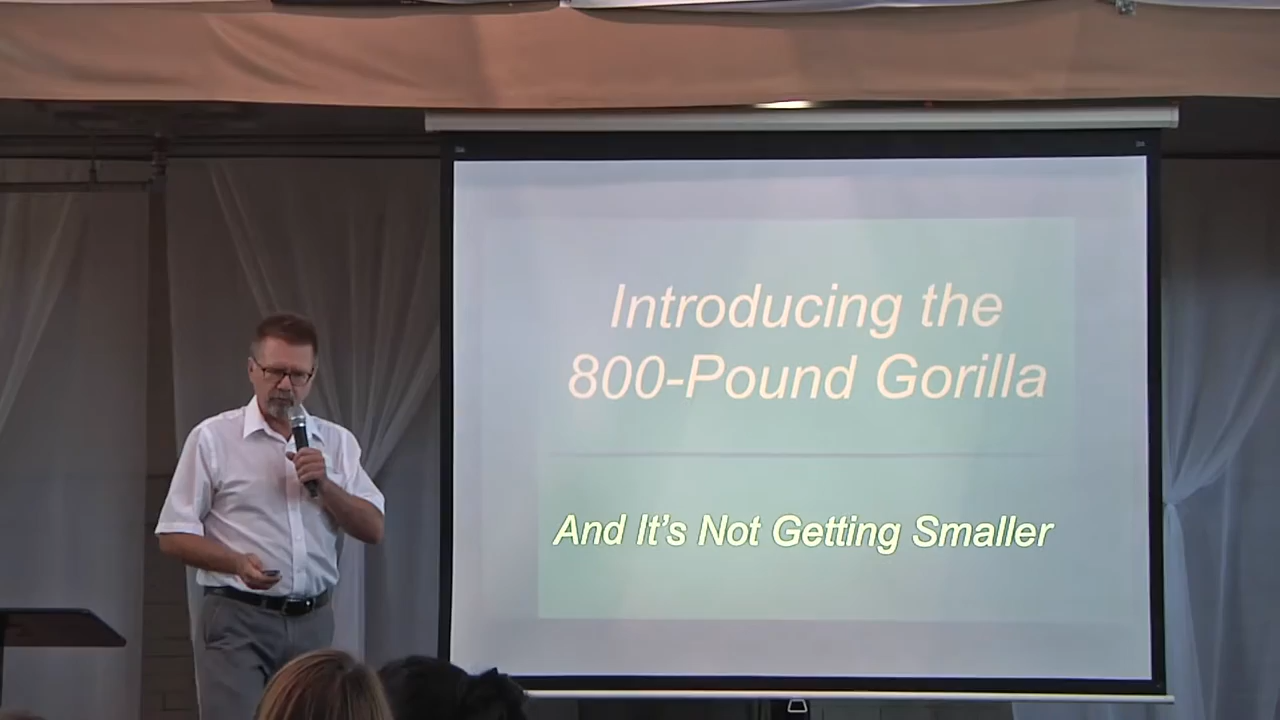 Introducing the
800-Pound Gorilla
And It's Not Getting Smaller